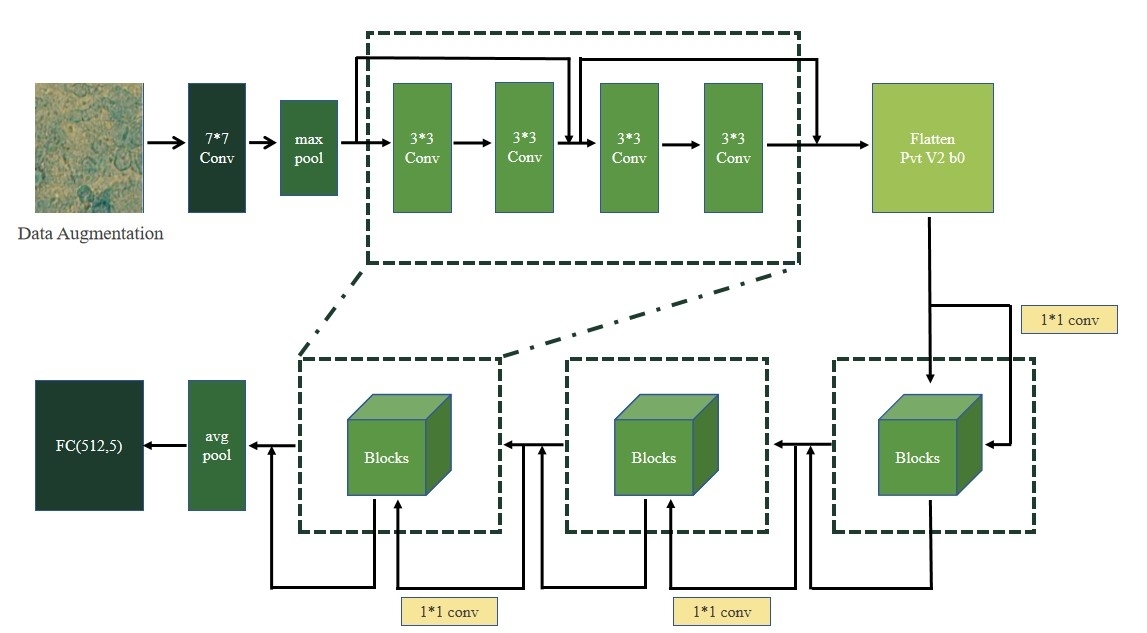 7*7
Conv
max
pool
3*3
Conv
3*3
Conv
3*3
Conv
3*3
Conv
Flatten
Pvt V2 b0
Data Augmentation
1*1 conv
FC(512,5)
avg
pool
Blocks
Blocks
Blocks
1*1 conv
1*1 conv